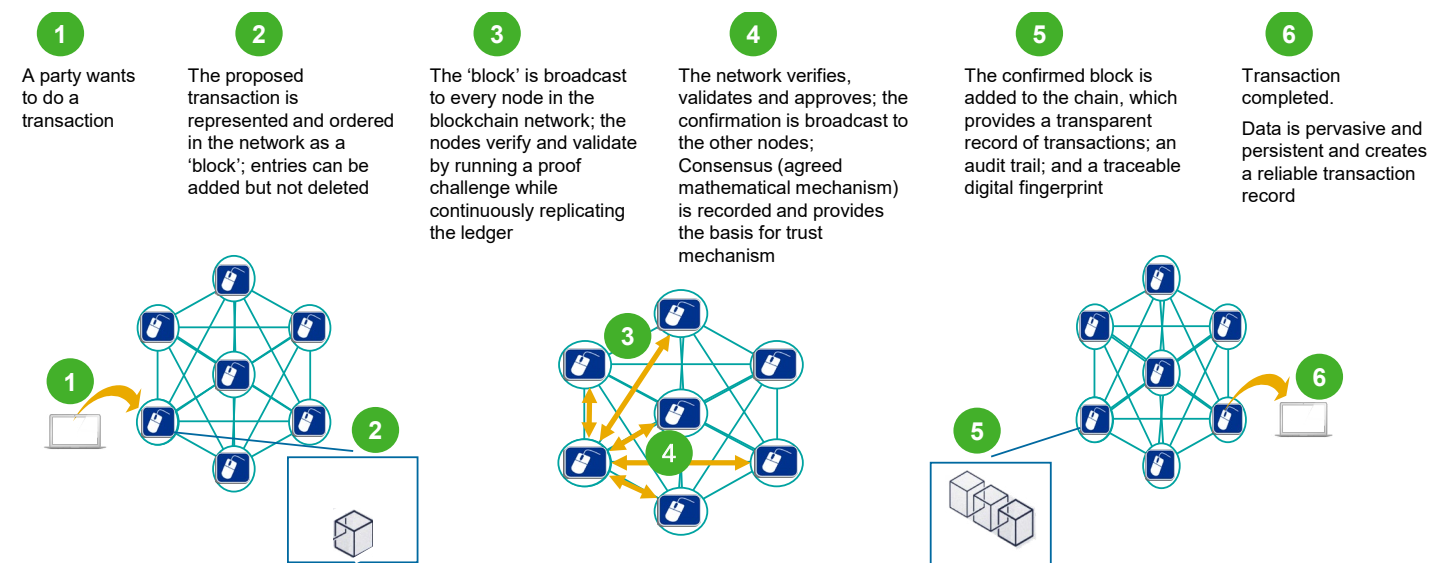 1
A party wants
to do a
transaction
2
The proposed
transaction is
represented and ordered
in the network as a
‘block’; entries can be
added but not deleted
3
The ‘block’ is broadcast
to every node in the
blockchain network; the
nodes verify and validate
by running a proof
challenge while
continuously replicating
the ledger
4
The network verifies,
validates and approves; the
confirmation is broadcast to
the other nodes;
Consensus (agreed
mathematical mechanism)
is recorded and provides
the basis for trust
mechanism
5
The confirmed block is
added to the chain, which
provides a transparent
record of transactions; an
audit trail; and a traceable
digital fingerprint
6
Transaction
completed.
Data is pervasive and
persistent and creates
a reliable transaction
record
1
2
3
4
5
6